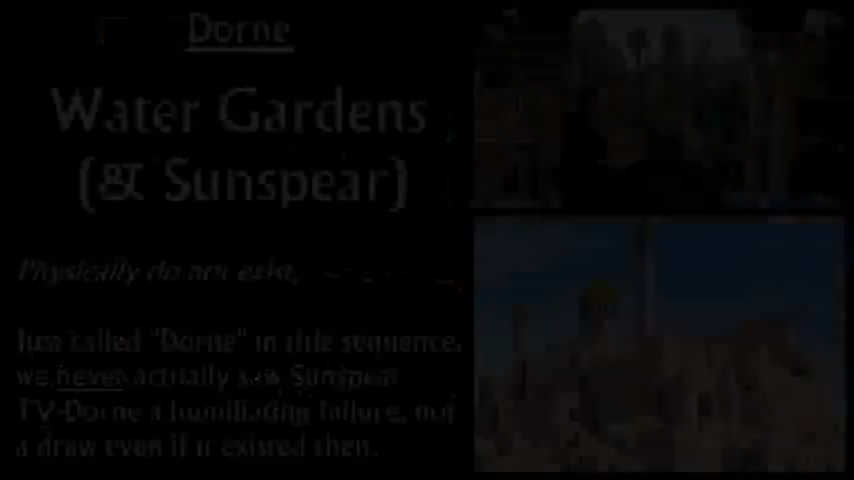 Dorne
Water Gardens
(& Sunspear)
Physically do not exist,
Just called "Dorne" in title sequence,
we never actually saw Sunspear
TV-Dorne a humiliating failure, not
a draw even if it existed then.